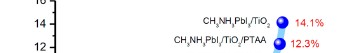 14 CH₃NH₃PbI₃/TiO₂ 14.1%
12 CH₃NH₃PbI₃/TiO₂/PTAA 12.3%